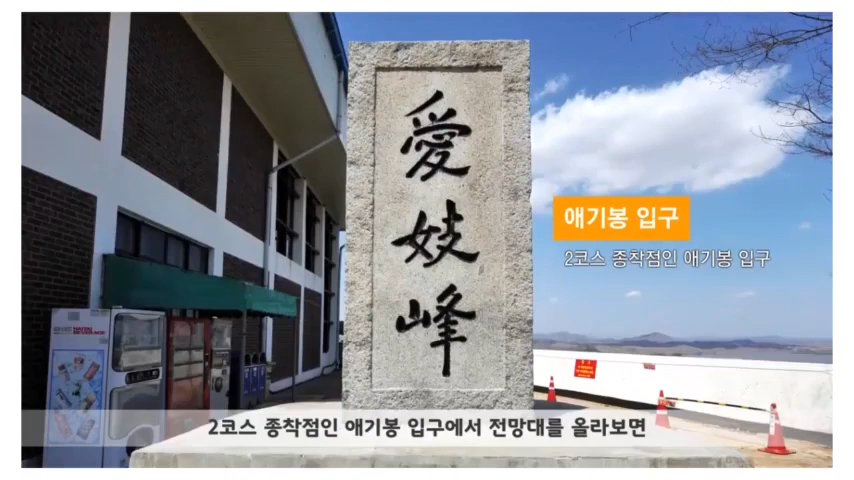 愛妓峰
애기봉 입구
2코스 종착점인 애기봉 입구
2코스 종착점인 애기봉 입구에서 전망대를 올라보면